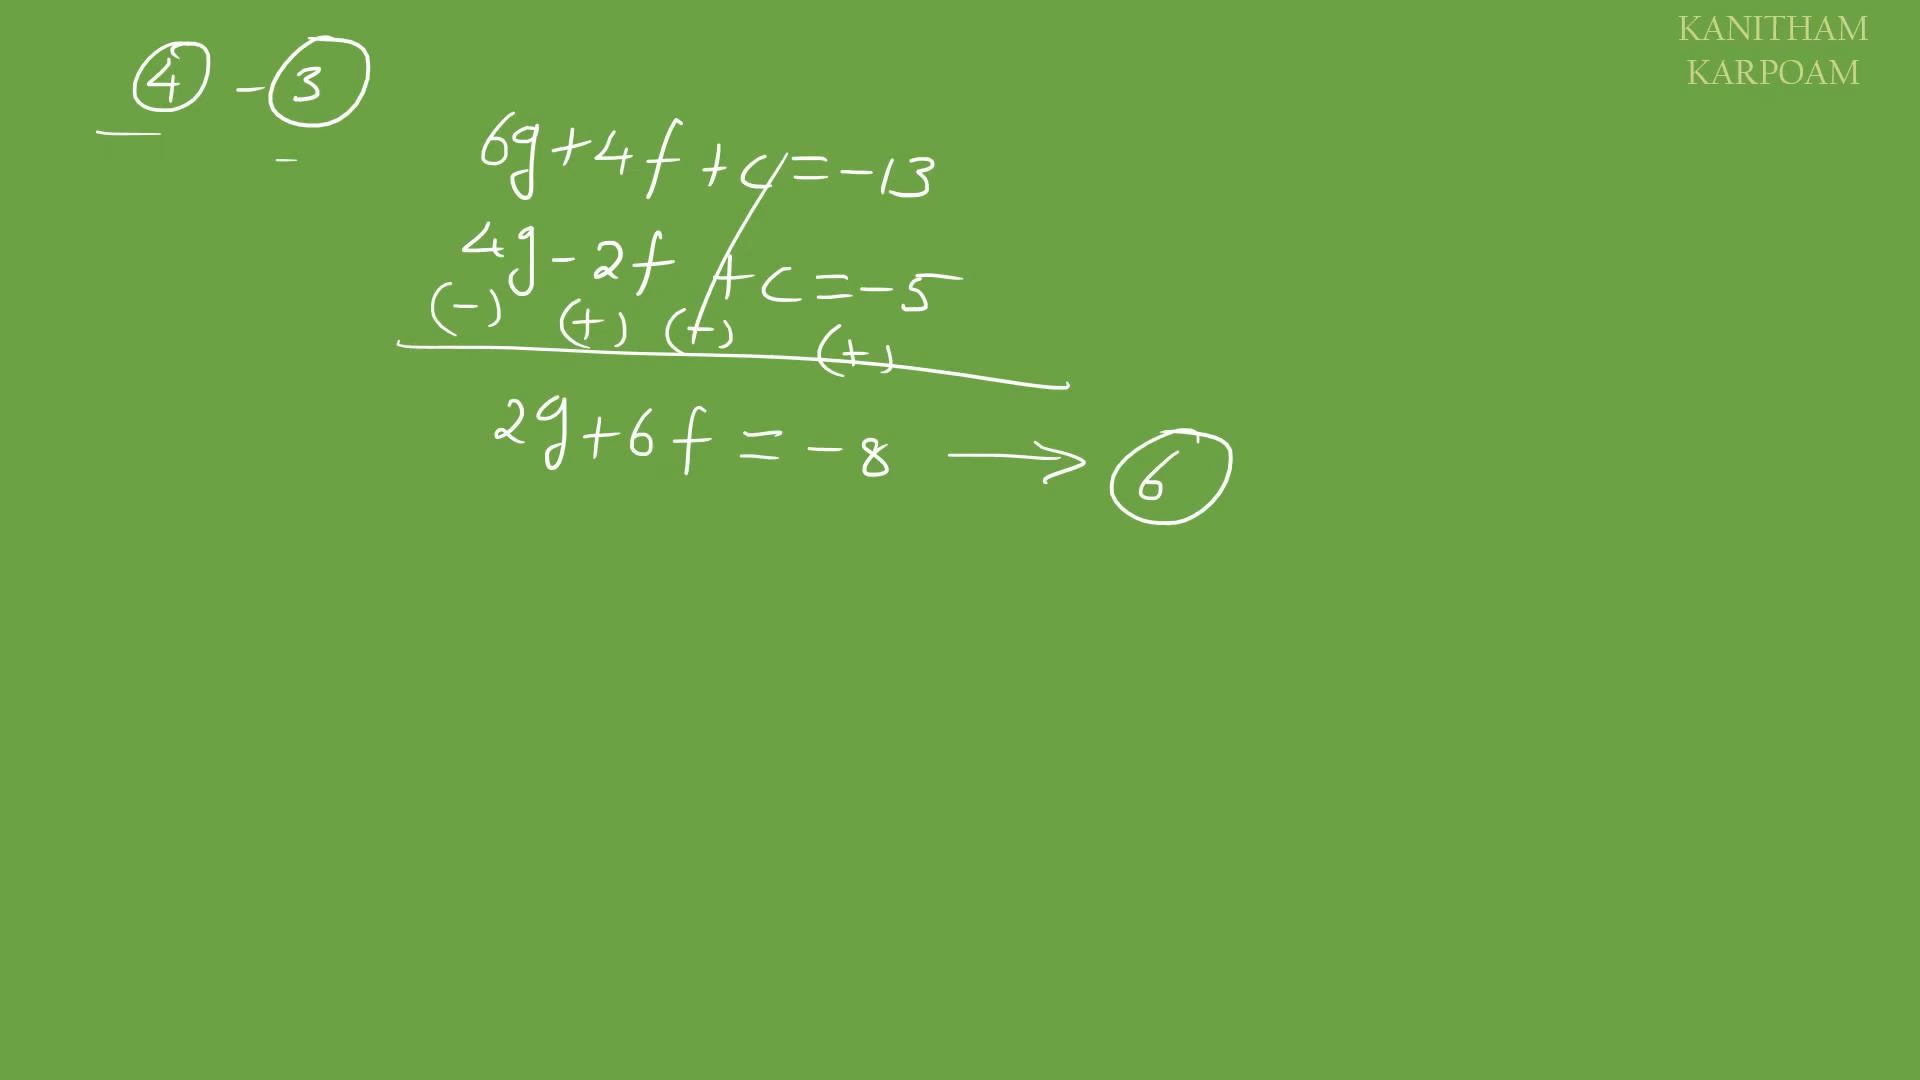 KANITHAM
KARPOAM
4 - 3
6g+4f+c=-13
4g-2f+c=-5
(-) (+) (+) (+)
2g+6f=-8 → 6